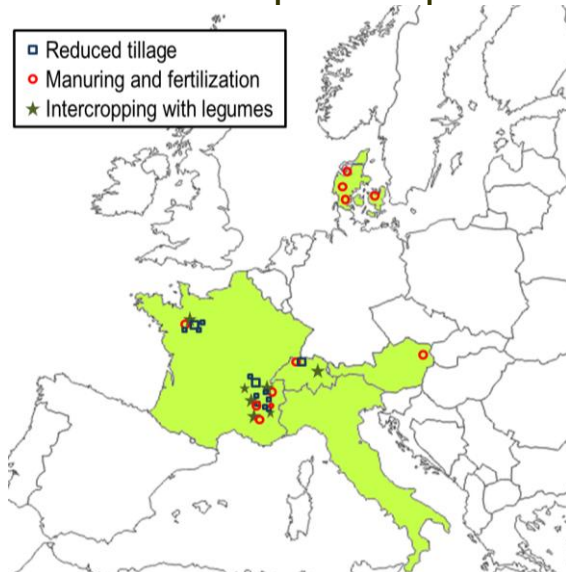 Reduced tillage
Manuring and fertilization
Intercropping with legumes